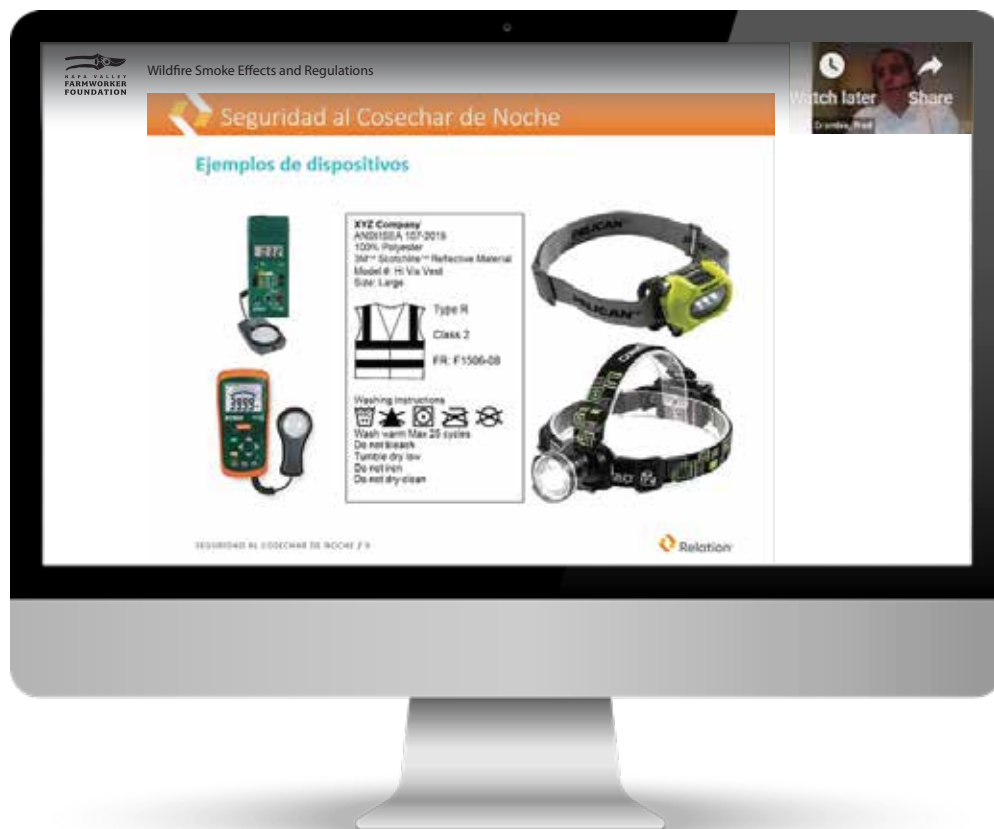 NAPA VALLEY
FARMWORKER
FOUNDATION
Wildfire Smoke Effects and Regulations
Watch later
Share
Seguridad al Cosechar de Noche
Ejemplos de dispositivos
XYZ Company
ANSI/ISEA 107-2015
100% Polyester
3M™ Scotchlite™ Reflective Material
Model #: Hi Vis Vest
Size: Large
Type R
Class 2
FR: F1506-08
Washing Instructions
Wash warm Max 25 cycles
Do not bleach
Tumble dry low
Do not iron
Do not dry-clean
PELICAN
PELICAN™
SEGURIDAD AL COSECHAR DE NOCHE // 9
Relation